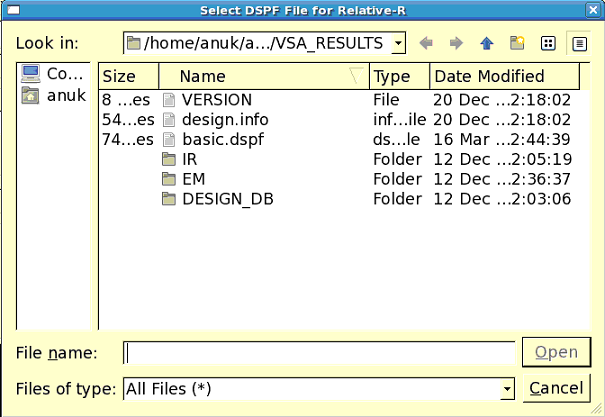 Select DSPF File for Relative-R
Look in: /home/anuk/a.../VSA_RESULTS
Co...
anuk
Size Name Type Date Modified
8 ...es VERSION File 20 Dec ...2:18:02
54...es design.info inf...ile 20 Dec ...2:18:02
74...es basic.dspf ds...le 16 Mar ...2:44:39
IR Folder 12 Dec ...2:05:19
EM Folder 12 Dec ...2:36:37
DESIGN_DB Folder 12 Dec ...2:03:06
File name: Open
Files of type: All Files (*) Cancel